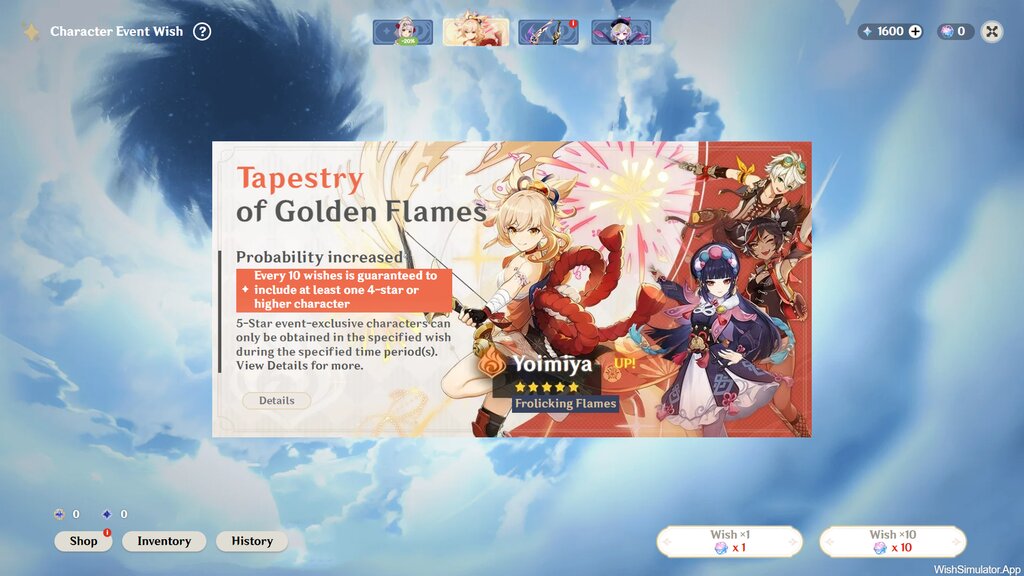 Character Event Wish ?
-20%
!
1600 +
0
Tapestry
of Golden Flames
Probability increased
Every 10 wishes is guaranteed to
include at least one 4-star or
higher character
5-Star event-exclusive characters can
only be obtained in the specified wish
during the specified time period(s).
View Details for more.
Details
Yoimiya UP!
Frolicking Flames
0 0
Shop !
Inventory
History
Wish ×1
x 1
Wish ×10
x 10
WishSimulator.App